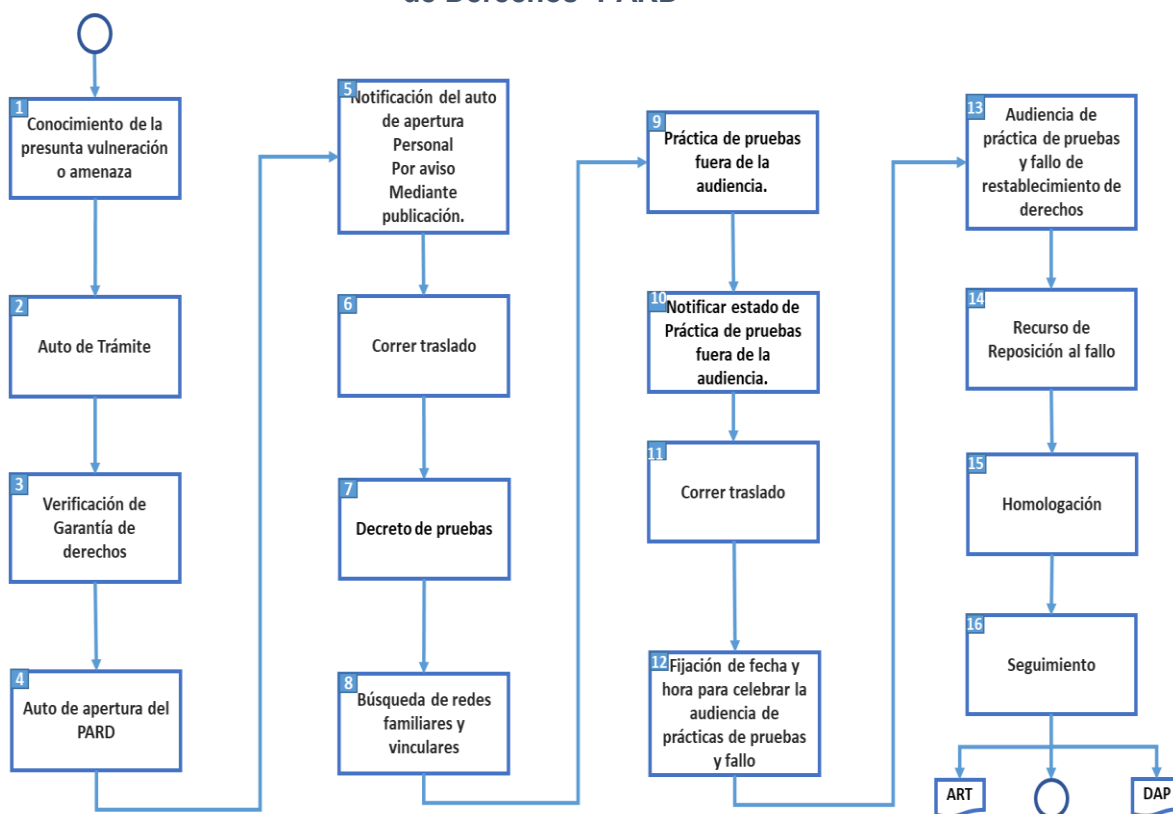 de Derechos-PARD
1
Conocimiento de la
presunta vulneración
o amenaza
2
Auto de Trámite
3
Verificación de
Garantía de
derechos
4
Auto de apertura del
PARD
5
Notificación del auto
de apertura
Personal
Por aviso
Mediante
publicación.
6
Correr traslado
7
Decreto de pruebas
8
Búsqueda de redes
familiares y
vinculares
9
Práctica de pruebas
fuera de la
audiencia.
10
Notificar estado de
Práctica de pruebas
fuera de la
audiencia.
11
Correr traslado
12
Fijación de fecha y
hora para celebrar la
audiencia de
prácticas de pruebas
y fallo
13
Audiencia de
práctica de pruebas
y fallo de
restablecimiento de
derechos
14
Recurso de
Reposición al fallo
15
Homologación
16
Seguimiento
ART
DAP